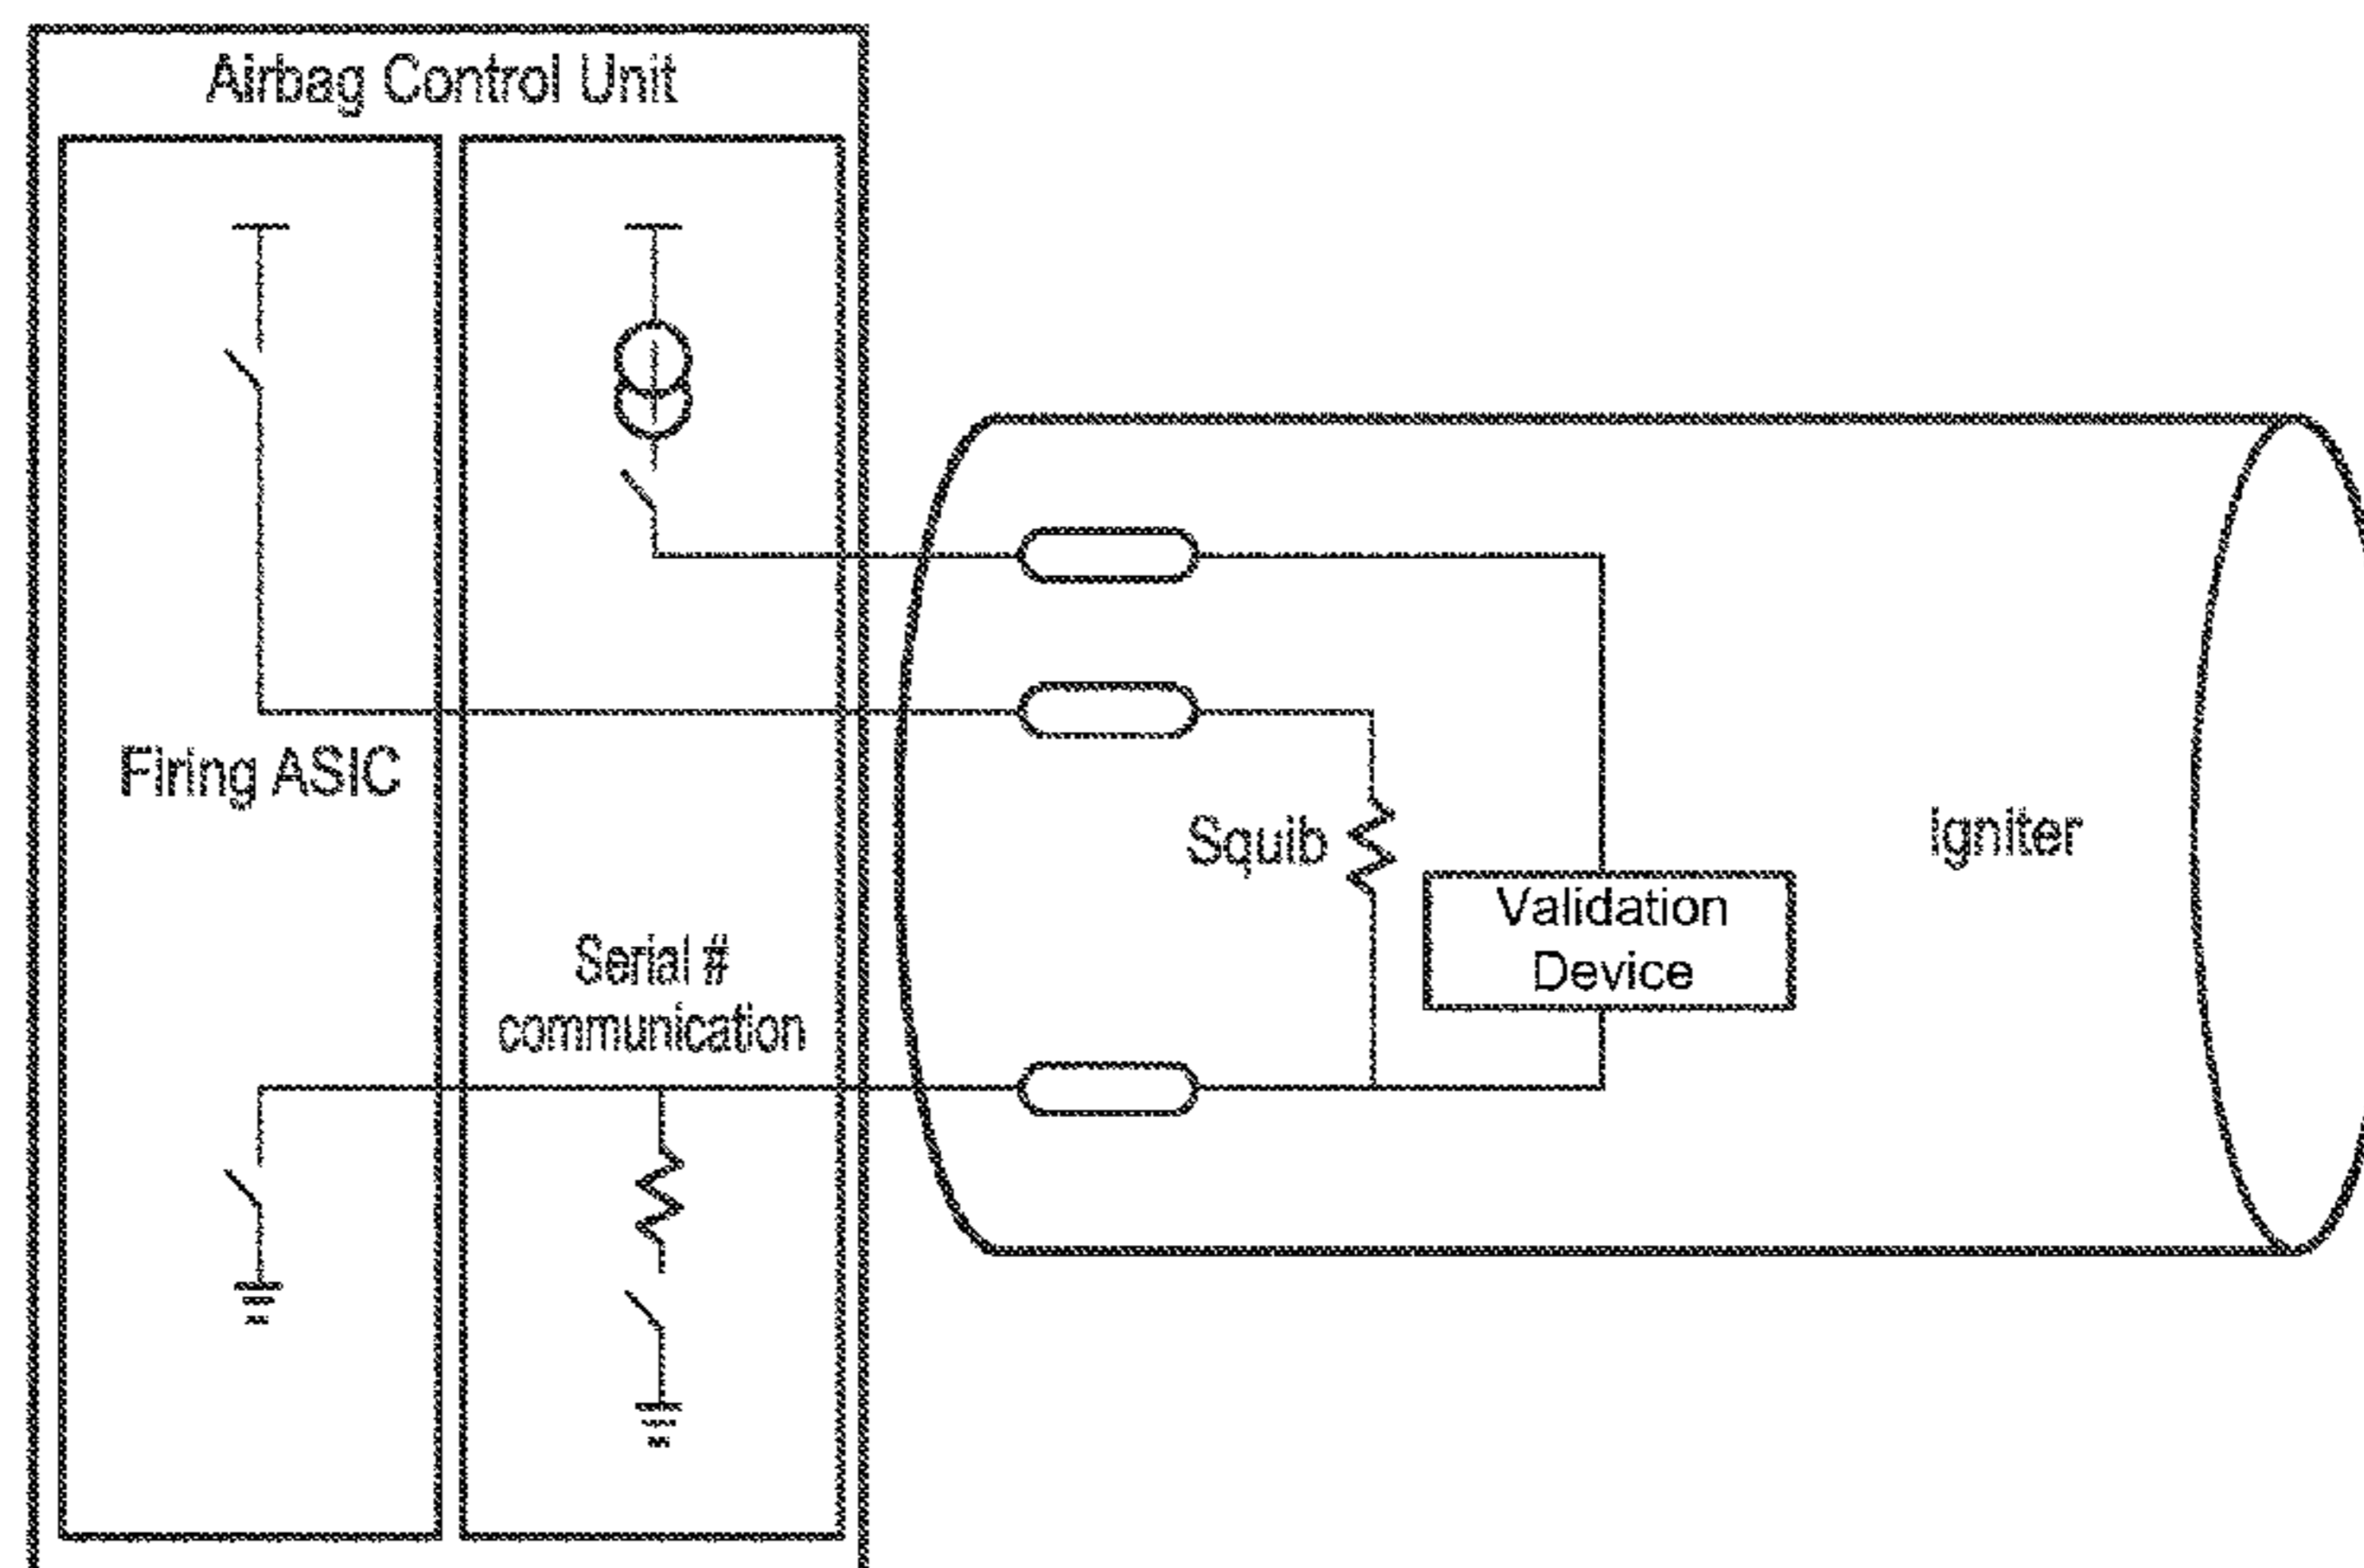 Airbag Control Unit
Firing ASIC
Serial #
communication
Squib
Validation
Device
Igniter